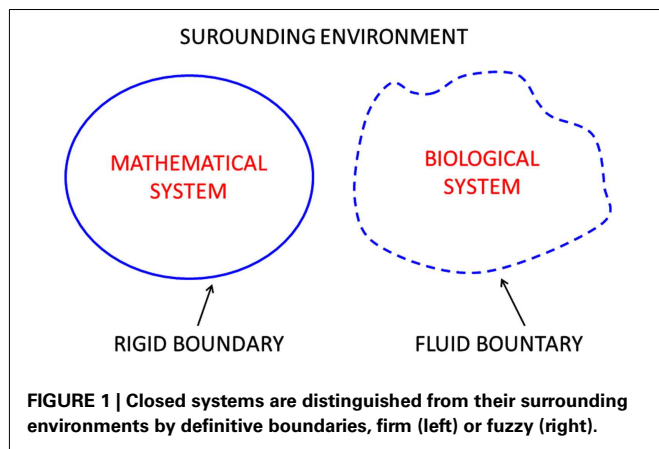 SUROUNDING ENVIRONMENT
MATHEMATICAL
SYSTEM
BIOLOGICAL
SYSTEM
RIGID BOUNDARY
FLUID BOUNTARY
FIGURE 1 | Closed systems are distinguished from their surrounding
environments by definitive boundaries, firm (left) or fuzzy (right).